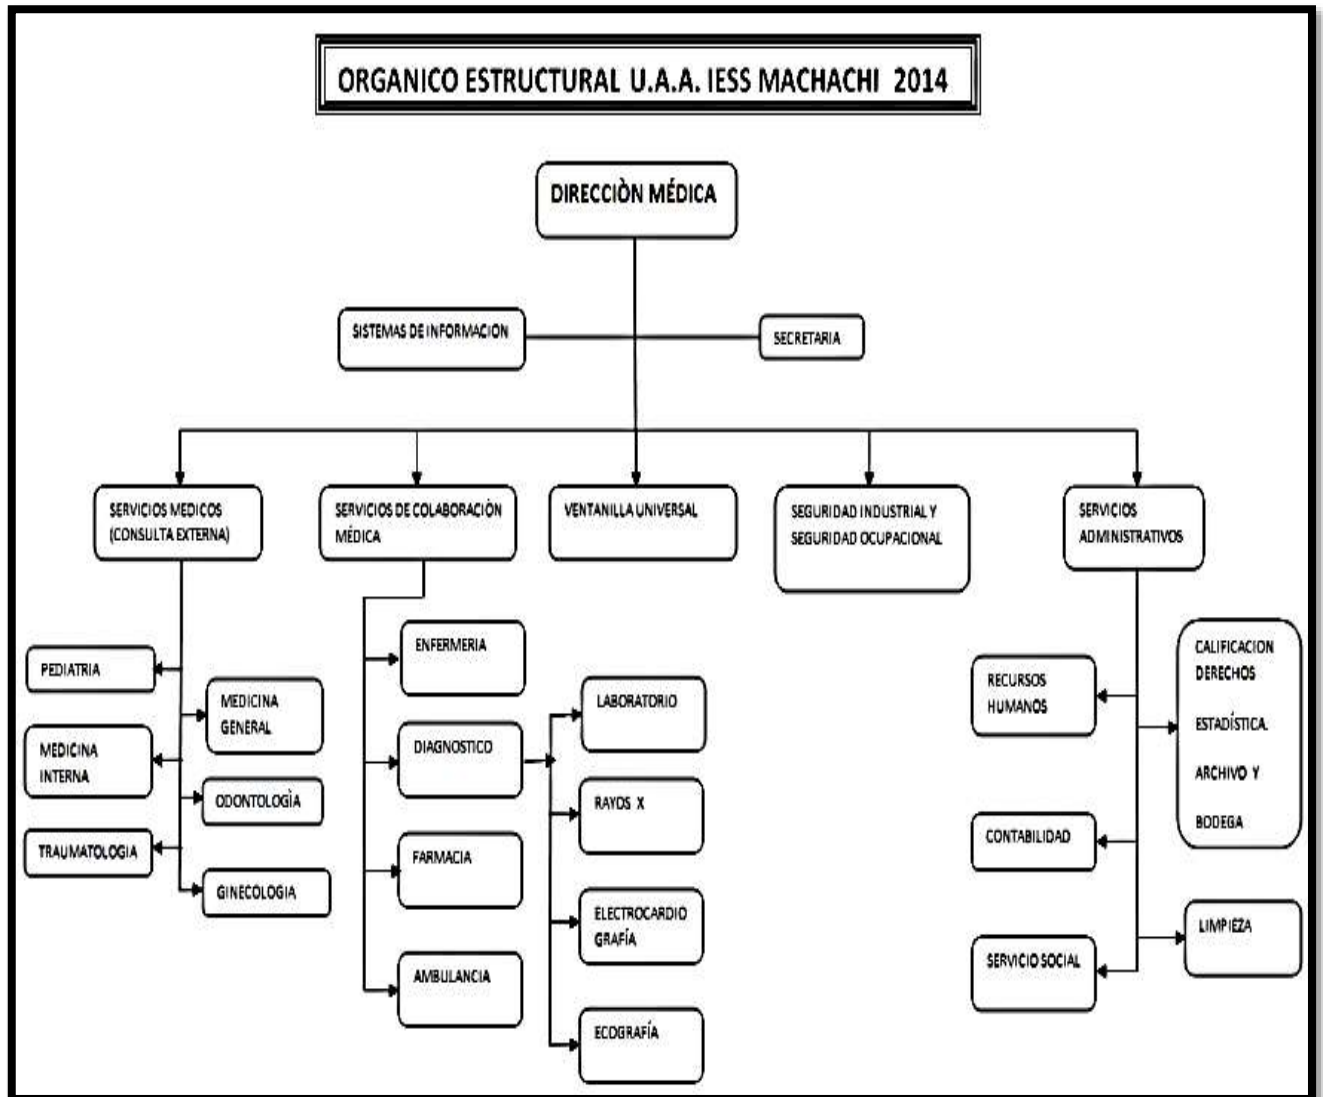 ORGANICO ESTRUCTURAL U.A.A. IESS MACHACHI 2014
DIRECCIÒN MÉDICA
SISTEMAS DE INFORMACION
SECRETARIA
SERVICIOS MEDICOS
(CONSULTA EXTERNA)
SERVICIOS DE COLABORACIÒN
MÉDICA
VENTANILLA UNIVERSAL
SEGURIDAD INDUSTRIAL Y
SEGURIDAD OCUPACIONAL
SERVICIOS
ADMINISTRATIVOS
PEDIATRIA
MEDICINA
GENERAL
MEDICINA
INTERNA
ODONTOLOGÌA
TRAUMATOLOGIA
GINECOLOGIA
ENFERMERIA
DIAGNOSTICO
FARMACIA
AMBULANCIA
LABORATORIO
RAYOS X
ELECTROCARDIO
GRAFÍA
ECOGRAFÍA
RECURSOS
HUMANOS
CONTABILIDAD
SERVICIO SOCIAL
CALIFICACION
DERECHOS
ESTADÍSTICA.
ARCHIVO Y
BODEGA
LIMPIEZA